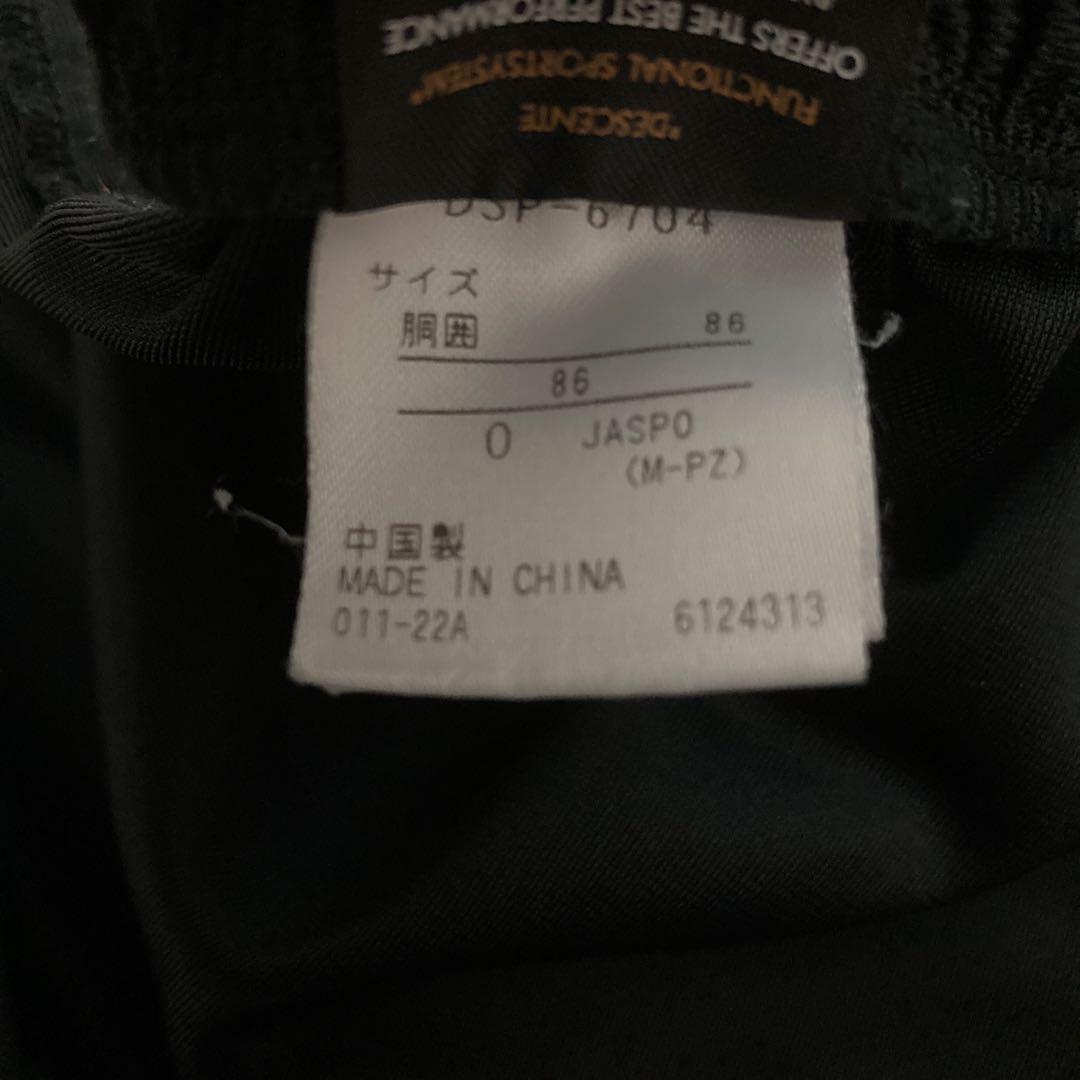 OFFERS THE BEST PERFORMANCE
FUNCTIONAL SPORTSYSTEM"
"DESCENTE
DSP-6704
サイズ
胴囲 86
86
O JASPO
(M-PZ)
中国製
MADE IN CHINA
011-22A 6124313